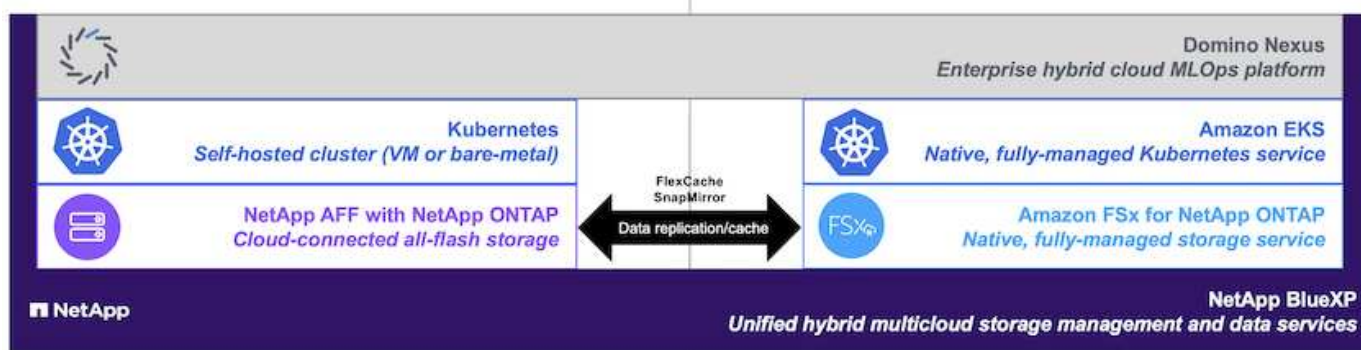 Domino Nexus
Enterprise hybrid cloud MLOps platform
Kubernetes
Self-hosted cluster (VM or bare-metal)
Amazon EKS
Native, fully-managed Kubernetes service
FlexCache
SnapMirror
Data replication/cache
NetApp AFF with NetApp ONTAP
Cloud-connected all-flash storage
FSx
Amazon FSx for NetApp ONTAP
Native, fully-managed storage service
NetApp
NetApp BlueXP
Unified hybrid multicloud storage management and data services